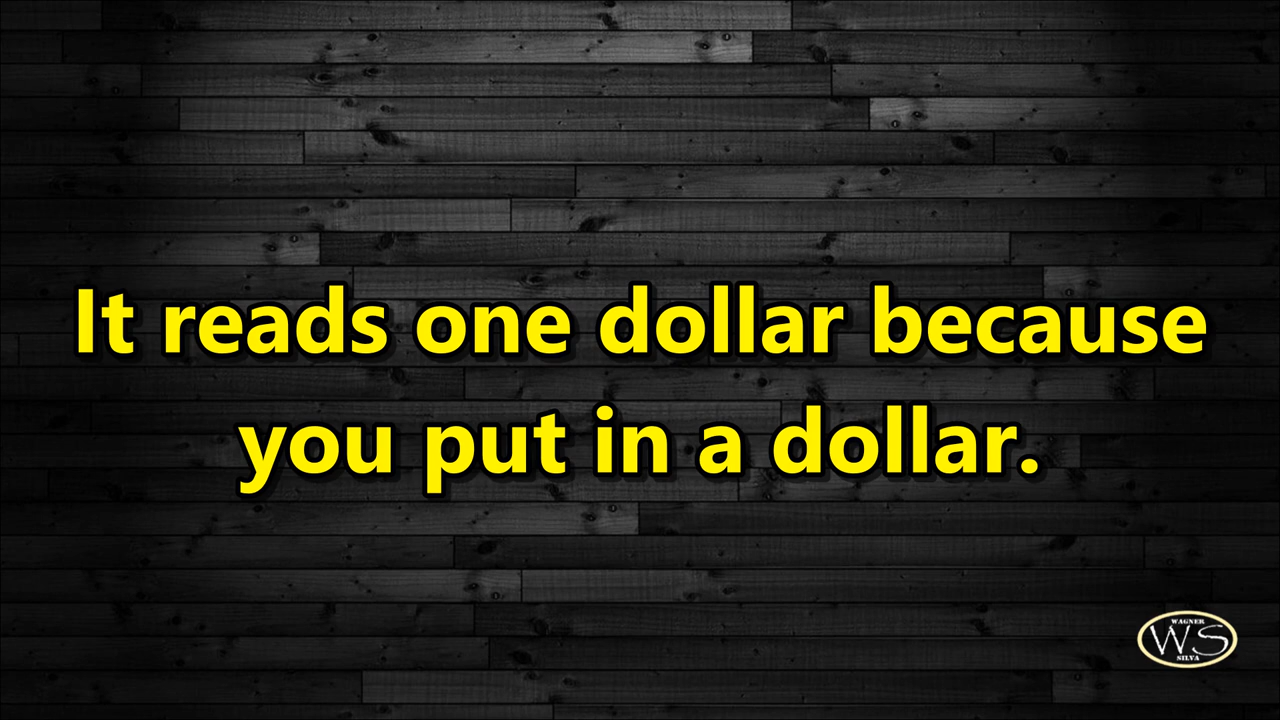 It reads one dollar because
you put in a dollar.
WAGNER
WS
SILVA